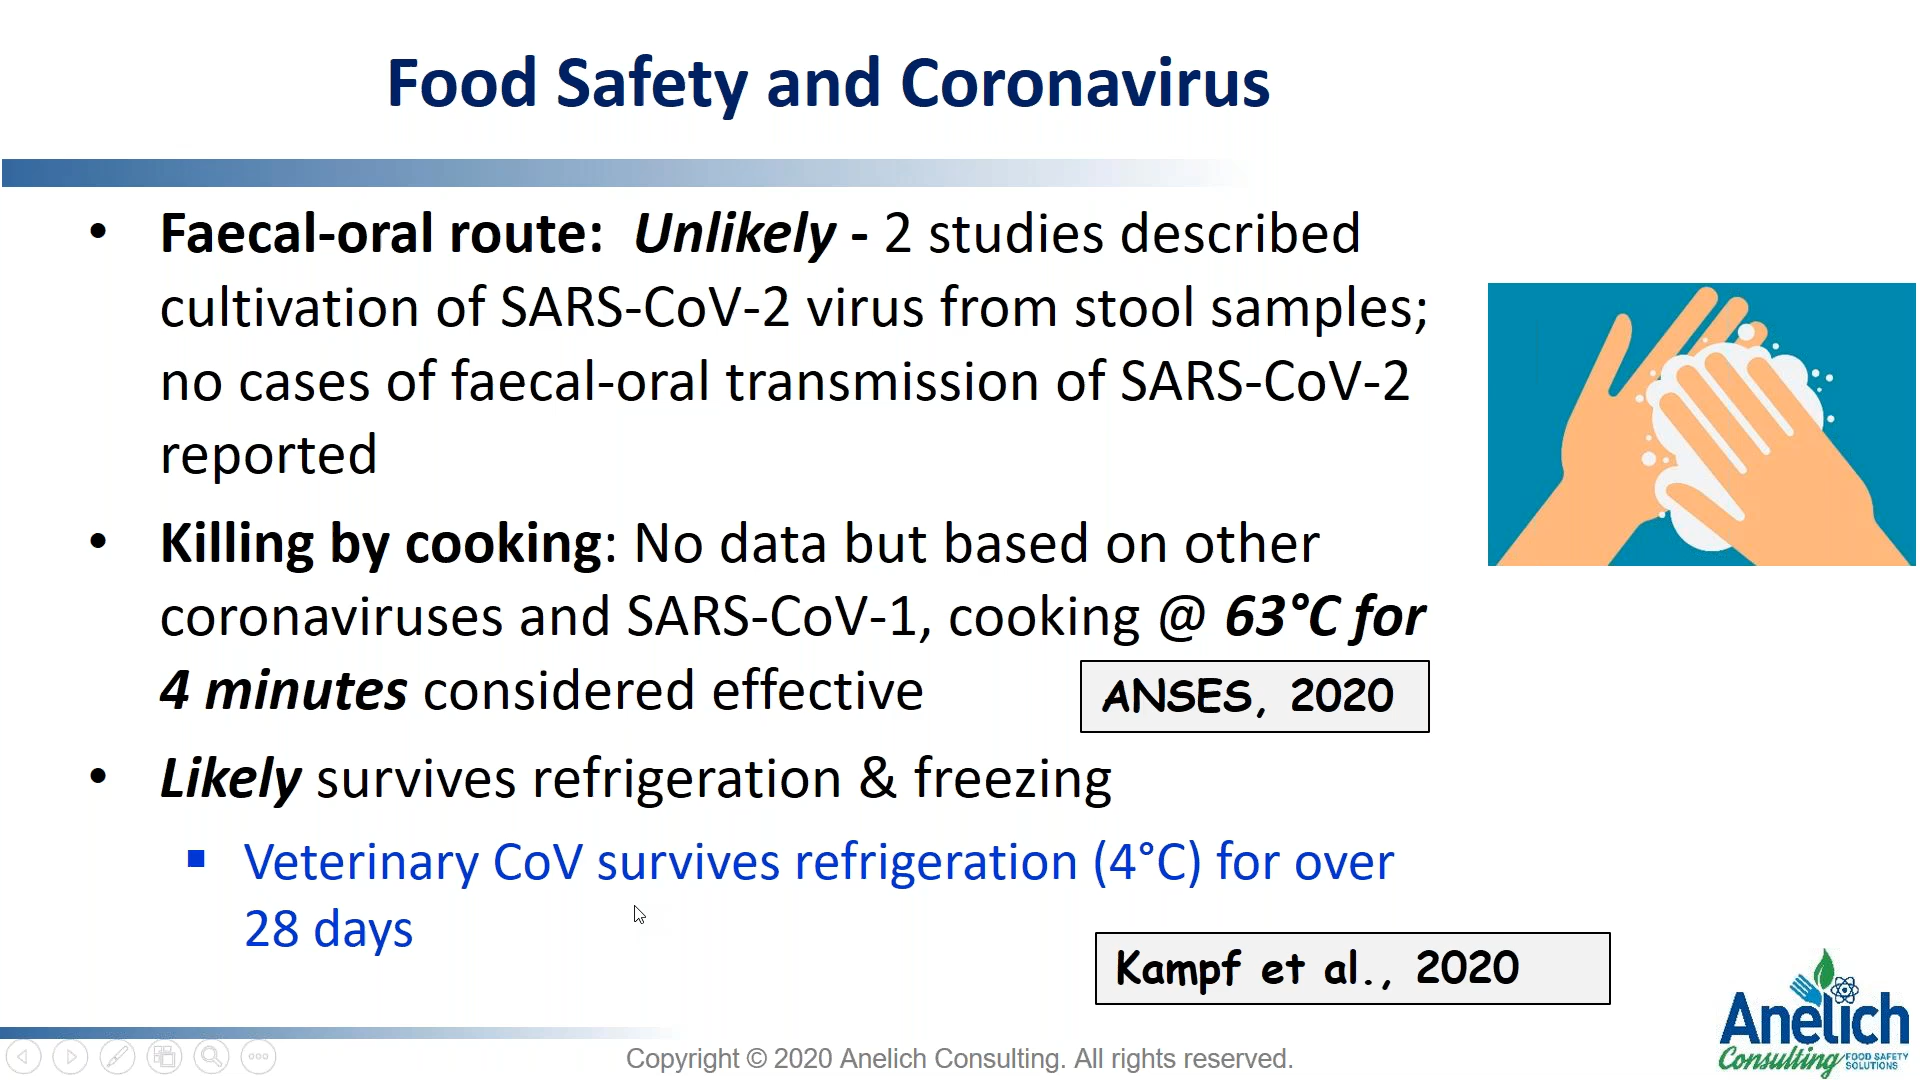 Food Safety and Coronavirus
• Faecal-oral route: Unlikely - 2 studies described
cultivation of SARS-CoV-2 virus from stool samples;
no cases of faecal-oral transmission of SARS-CoV-2
reported
• Killing by cooking: No data but based on other
coronaviruses and SARS-CoV-1, cooking @ 63°C for
4 minutes considered effective
ANSES, 2020
• Likely survives refrigeration & freezing
▪ Veterinary CoV survives refrigeration (4°C) for over
28 days
Kampf et al., 2020
Copyright © 2020 Anelich Consulting. All rights reserved.
Anelich
Consulting FOOD SAFETY
SOLUTIONS